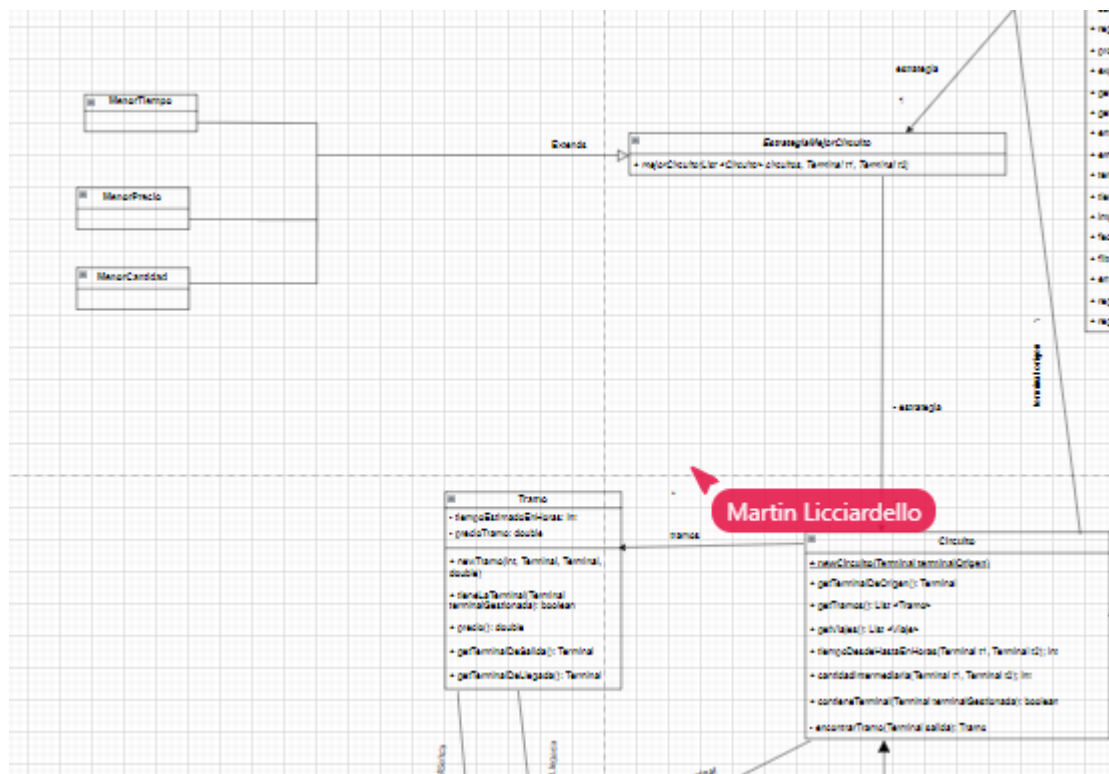 estrategia
1
MenorTiempo
Extends
EstrategiaMejorCircuito
+ mejorCircuito(List <Circuito> circuitos, Terminal t1, Terminal t2)
MenorPrecio
MenorCantidad
terminal origen
- estrategia
Martin Licciardello
Tramo
- tiempoEstimadoEnHoras: int
- precioTramo: double
+ newTramo(int, Terminal, Terminal,
double)
+ tieneLaTerminal(Terminal
terminalGestionada): boolean
+ precio(): double
+ getTerminalDeSalida(): Terminal
+ getTerminalDeLlegada(): Terminal
tramos
Circuito
+ newCircuito(Terminal terminalOrigen)
+ getTerminalDeOrigen(): Terminal
+ getTramos(): List <Tramo>
+ getViajes(): List <Viaje>
+ tiempoDesdeHastaEnHoras(Terminal t1, Terminal t2): int
+ cantidadIntermediaria(Terminal t1, Terminal t2): int
+ contieneTerminal(Terminal terminalGestionada): boolean
- encontrarTramo(Terminal salida): Tramo